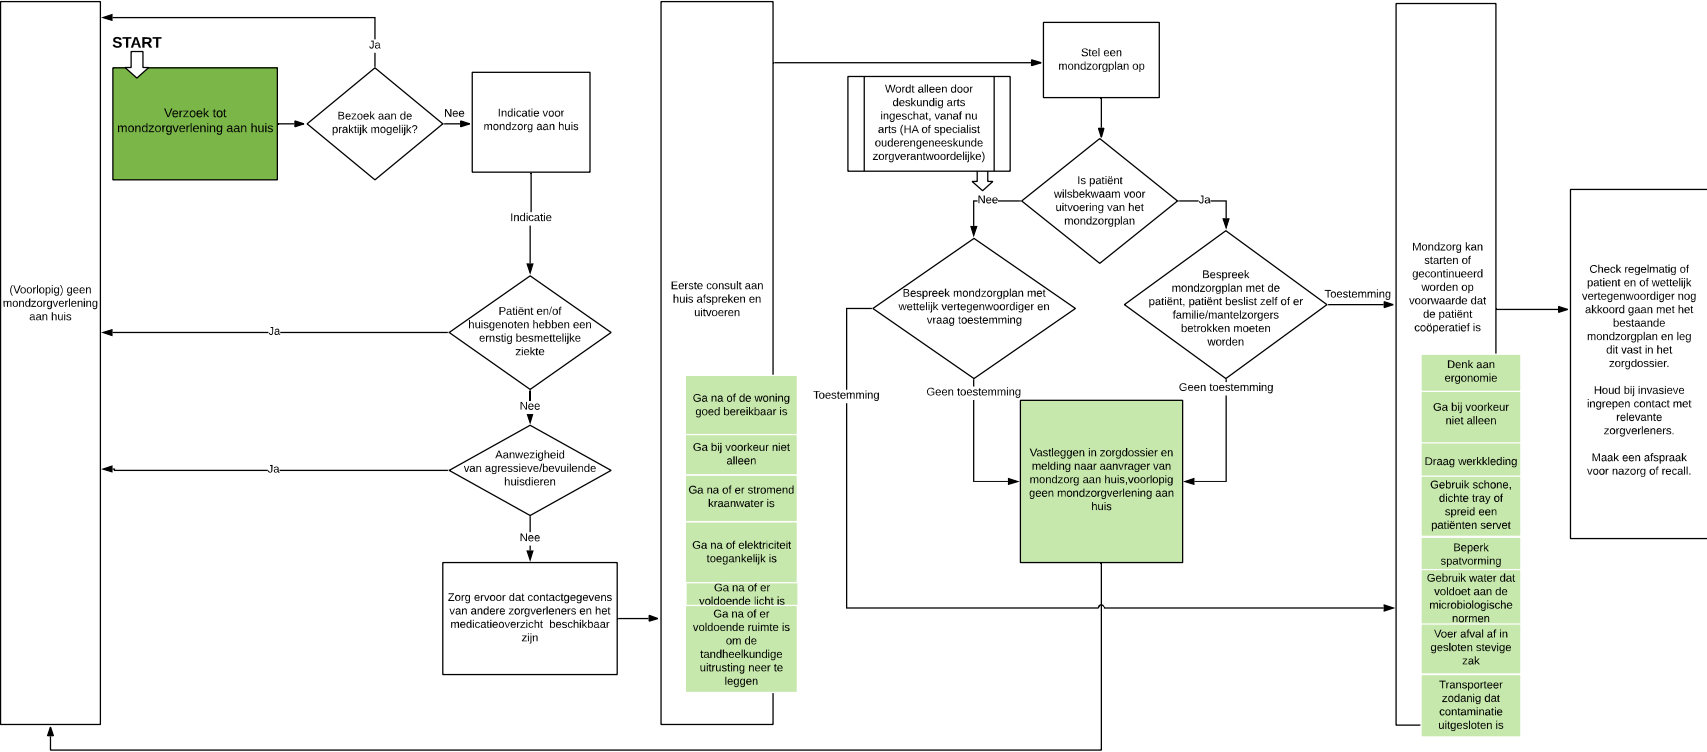 START
Verzoek tot
mondzorgverlening aan huis
Ja
Bezoek aan de
praktijk mogelijk?
Nee
Indicatie voor
mondzorg aan huis
Indicatie
(Voorlopig) geen
mondzorgverlening
aan huis
Ja
Patiënt en/of
huisgenoten hebben een
ernstig besmettelijke
ziekte
Nee
Ja
Aanwezigheid
van agressieve/bevuilende
huisdieren
Nee
Zorg ervoor dat contactgegevens
van andere zorgverleners en het
medicatieoverzicht beschikbaar
zijn
Eerste consult aan
huis afspreken en
uitvoeren
Ga na of de woning
goed bereikbaar is
Ga bij voorkeur niet
alleen
Ga na of er stromend
kraanwater is
Ga na of elektriciteit
toegankelijk is
Ga na of er
voldoende licht is
Ga na of er
voldoende ruimte is
om de
tandheelkundige
uitrusting neer te
leggen
Stel een
mondzorgplan op
Wordt alleen door
deskundig arts
ingeschat, vanaf nu
arts (HA of specialist
ouderengeneeskunde
zorgverantwoordelijke)
Is patiënt
wilsbekwaam voor
uitvoering van het
mondzorgplan
Nee
Ja
Bespreek mondzorgplan met
wettelijk vertegenwoordiger en
vraag toestemming
Bespreek
mondzorgplan met de
patiënt, patiënt beslist zelf of er
familie/mantelzorgers
betrokken moeten
worden
Toestemming
Toestemming
Geen toestemming
Geen toestemming
Vastleggen in zorgdossier en
melding naar aanvrager van
mondzorg aan huis,voorlopig
geen mondzorgverlening aan
huis
Mondzorg kan
starten of
gecontinueerd
worden op
voorwaarde dat
de patiënt
coöperatief is
Denk aan
ergonomie
Ga bij voorkeur
niet alleen
Draag werkkleding
Gebruik schone,
dichte tray of
spreid een
patiënten servet
Beperk
spatvorming
Gebruik water dat
voldoet aan de
microbiologische
normen
Voer afval af in
gesloten stevige
zak
Transporteer
zodanig dat
contaminatie
uitgesloten is
Check regelmatig of
patient en of wettelijk
vertegenwoordiger nog
akkoord gaan met het
bestaande
mondzorgplan en leg
dit vast in het
zorgdossier.
Houd bij invasieve
ingrepen contact met
relevante
zorgverleners.
Maak een afspraak
voor nazorg of recall.